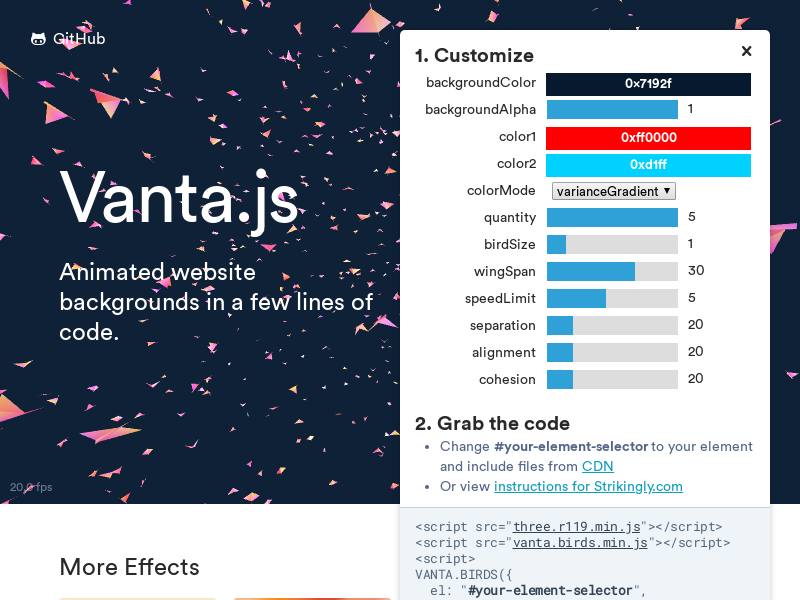 GitHub
Vanta.js
Animated website
backgrounds in a few lines of
code.
20.0 fps
More Effects
1. Customize
×
backgroundColor 0x7192f
backgroundAlpha 1
color1 0xff0000
color2 0xd1ff
colorMode varianceGradient ▼
quantity 5
birdSize 1
wingSpan 30
speedLimit 5
separation 20
alignment 20
cohesion 20
2. Grab the code
• Change #your-element-selector to your element
and include files from CDN
• Or view instructions for Strikingly.com
<script src="three.r119.min.js"></script>
<script src="vanta.birds.min.js"></script>
<script>
VANTA.BIRDS({
el: "#your-element-selector",